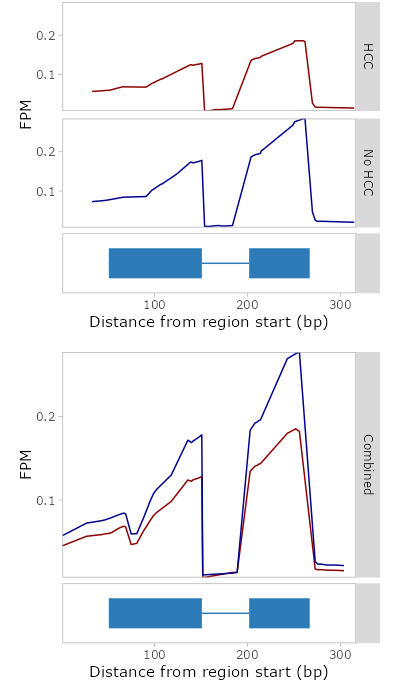 0.2
HCC
0.1
FPM
0.2
No HCC
0.1
100
200
300
Distance from region start (bp)
0.2
Combined
FPM
0.1
100
200
300
Distance from region start (bp)